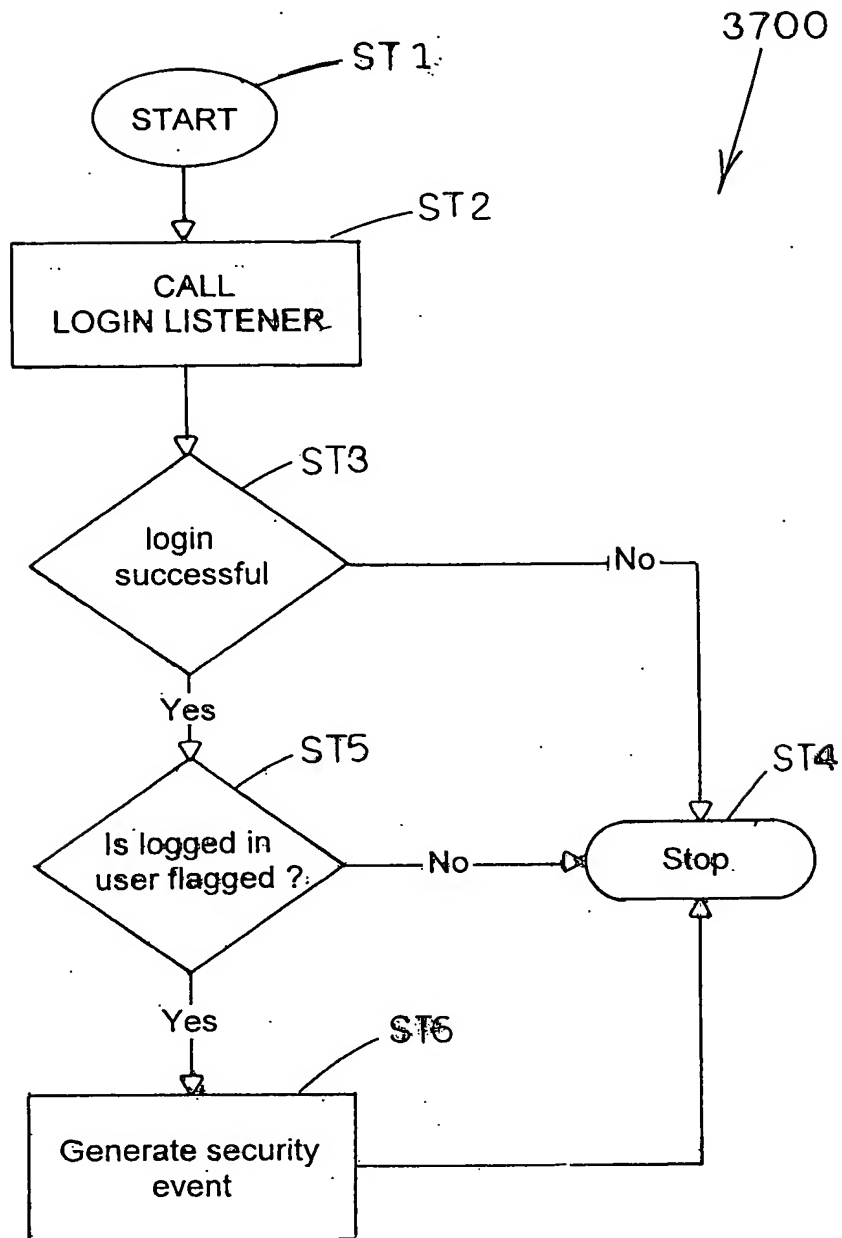 3700
ST1
START
ST2
CALL
LOGIN LISTENER
ST3
login
successful
No
Yes
ST5
ST4
Is logged in
user flagged ?
No
Stop
Yes
ST6
Generate security
event